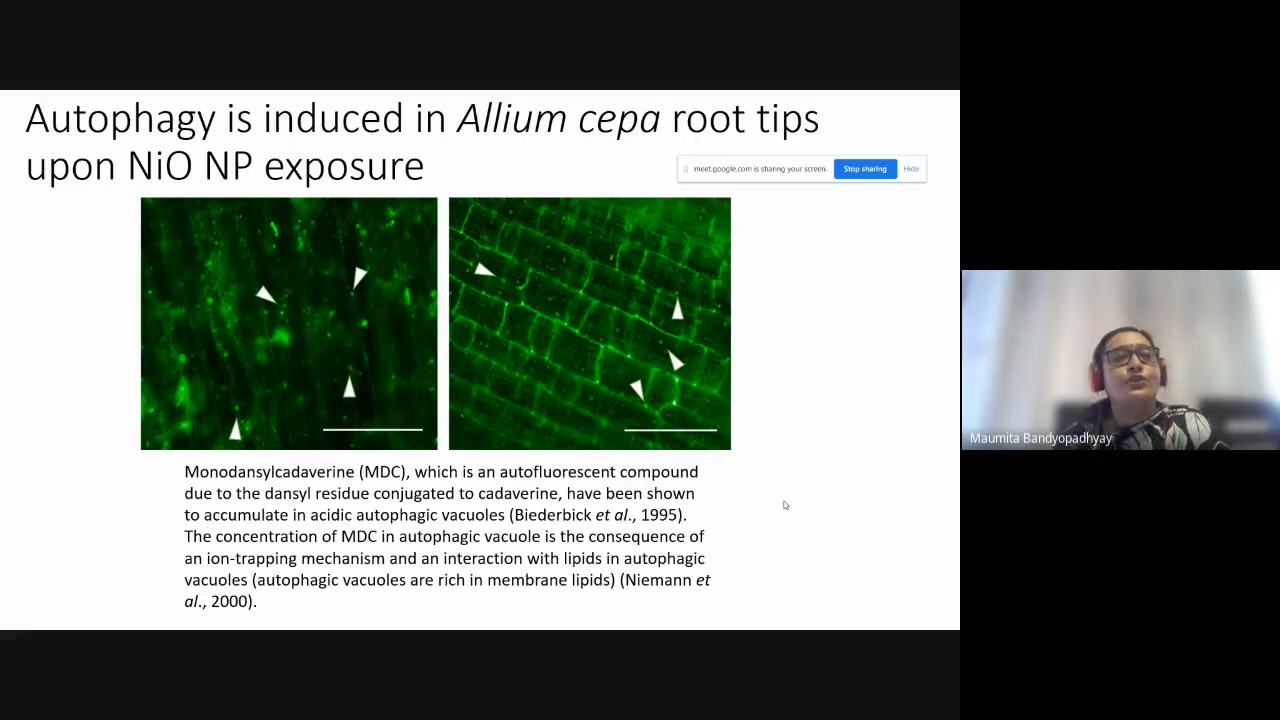 Autophagy is induced in Allium cepa root tips
upon NiO NP exposure
meet.google.com is sharing your screen. Stop sharing Hide
Monodansylcadaverine (MDC), which is an autofluorescent compound
due to the dansyl residue conjugated to cadaverine, have been shown
to accumulate in acidic autophagic vacuoles (Biederbick et al., 1995).
The concentration of MDC in autophagic vacuole is the consequence of
an ion-trapping mechanism and an interaction with lipids in autophagic
vacuoles (autophagic vacuoles are rich in membrane lipids) (Niemann et
al., 2000).
Maumita Bandyopadhyay